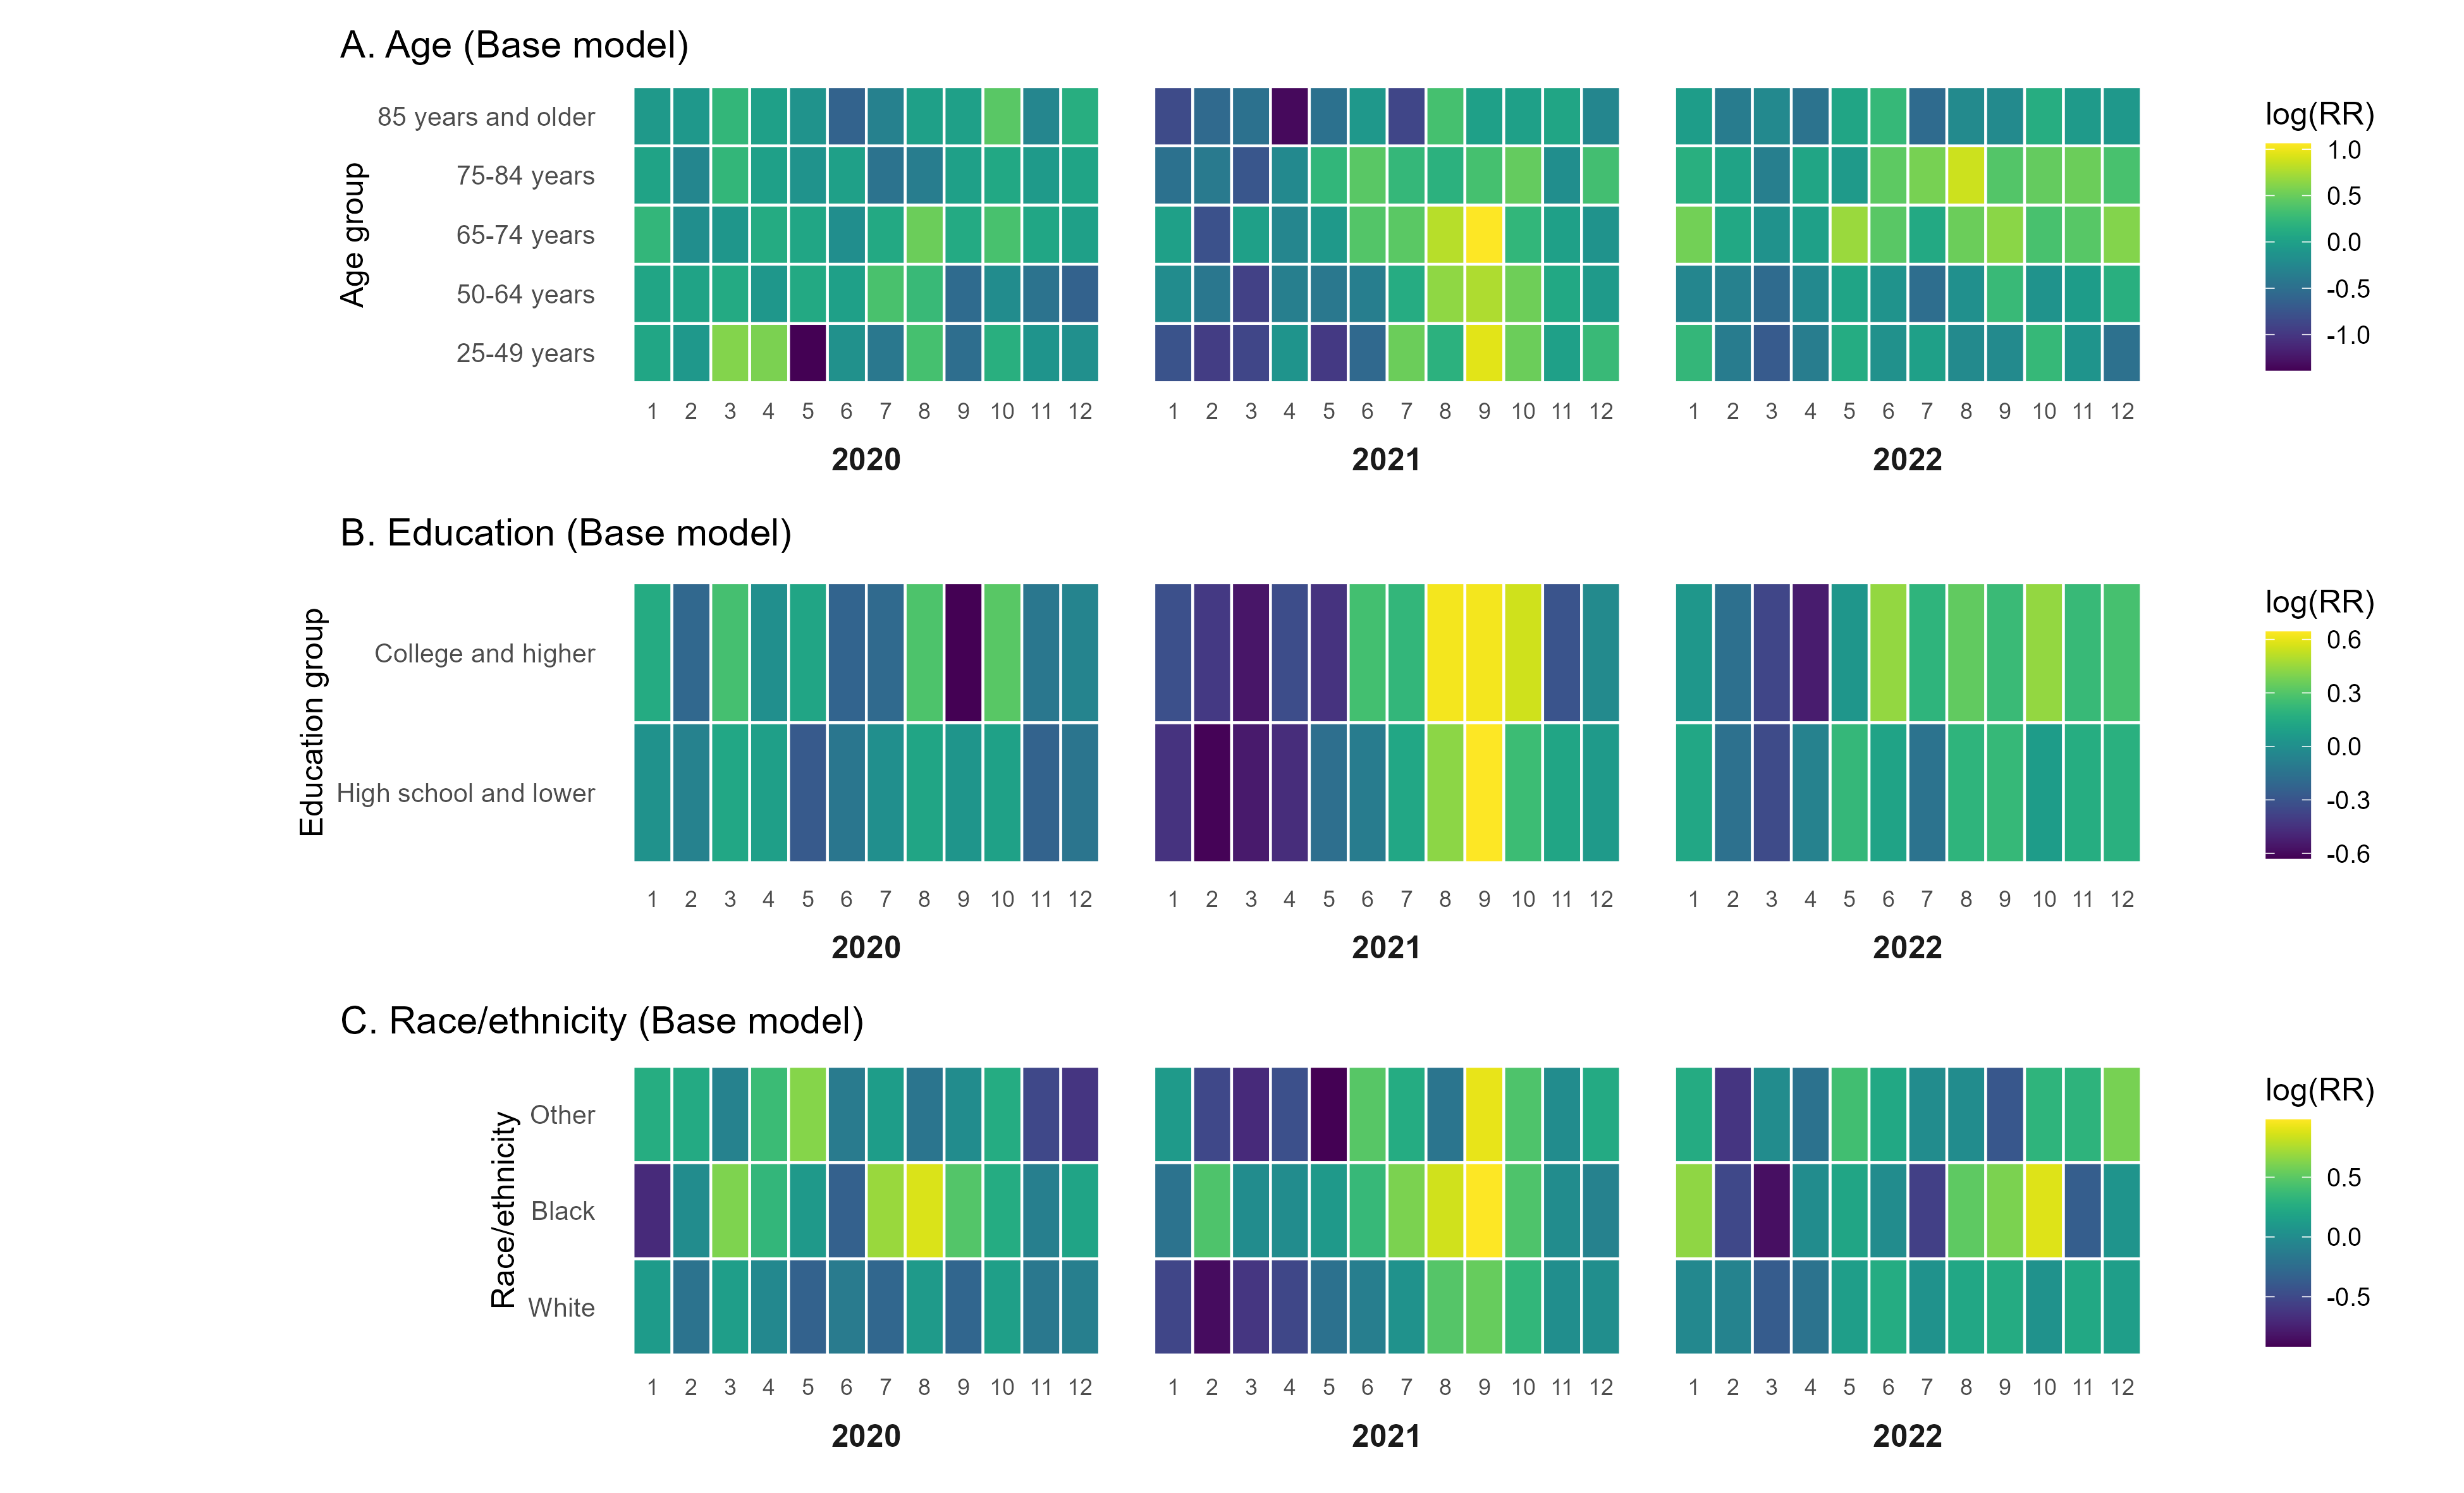 A. Age (Base model)
Age group
85 years and older
75-84 years
65-74 years
50-64 years
25-49 years
1 2 3 4 5 6 7 8 9 10 11 12
1 2 3 4 5 6 7 8 9 10 11 12
1 2 3 4 5 6 7 8 9 10 11 12
2020
2021
2022
log(RR)
1.0
0.5
0.0
-0.5
-1.0
B. Education (Base model)
Education group
College and higher
High school and lower
1 2 3 4 5 6 7 8 9 10 11 12
1 2 3 4 5 6 7 8 9 10 11 12
1 2 3 4 5 6 7 8 9 10 11 12
2020
2021
2022
log(RR)
0.6
0.3
0.0
-0.3
-0.6
C. Race/ethnicity (Base model)
Race/ethnicity
Other
Black
White
1 2 3 4 5 6 7 8 9 10 11 12
1 2 3 4 5 6 7 8 9 10 11 12
1 2 3 4 5 6 7 8 9 10 11 12
2020
2021
2022
log(RR)
0.5
0.0
-0.5